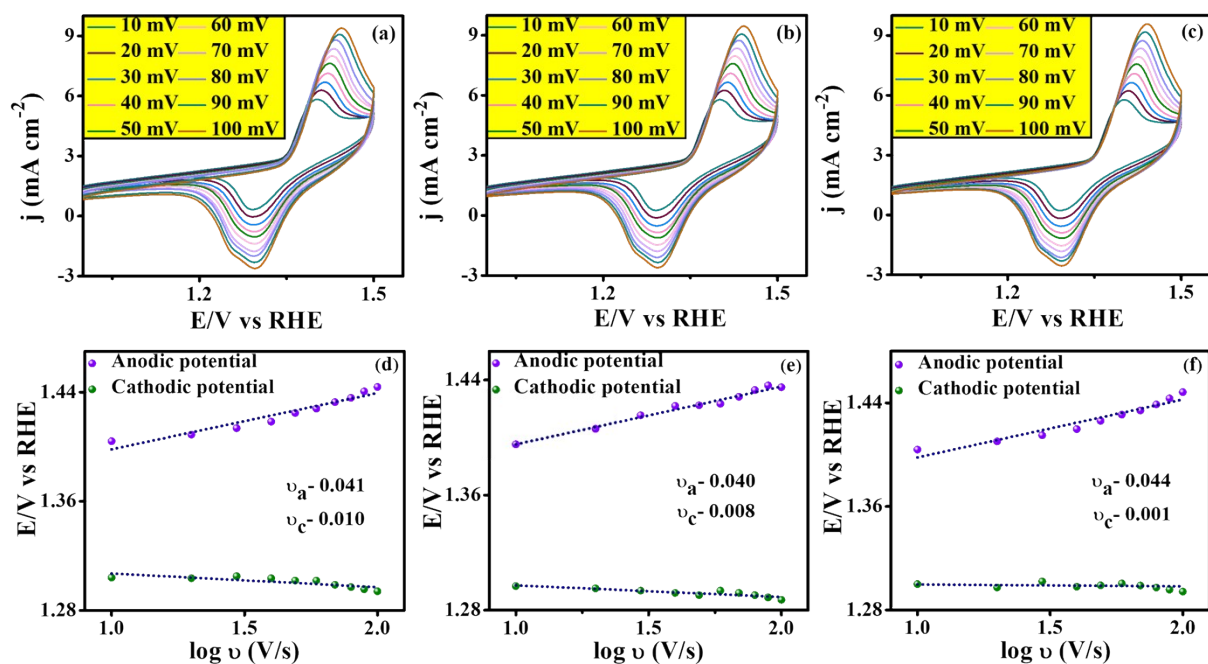 10 mV 60 mV
20 mV 70 mV
30 mV 80 mV
40 mV 90 mV
50 mV 100 mV
(a)
9
6
3
0
-3
j (mA cm-2)
1.2 1.5
E/V vs RHE
10 mV 60 mV
20 mV 70 mV
30 mV 80 mV
40 mV 90 mV
50 mV 100 mV
(b)
9
6
3
0
-3
j (mA cm-2)
1.2 1.5
E/V vs RHE
10 mV 60 mV
20 mV 70 mV
30 mV 80 mV
40 mV 90 mV
50 mV 100 mV
(c)
9
6
3
0
-3
j (mA cm-2)
1.2 1.5
E/V vs RHE
Anodic potential
Cathodic potential
(d)
1.44
1.36
1.28
E/V vs RHE
υa- 0.041
υc- 0.010
1.0 1.5 2.0
log υ (V/s)
Anodic potential
Cathodic potential
(e)
1.44
1.36
1.28
E/V vs RHE
υa- 0.040
υc- 0.008
1.0 1.5 2.0
log υ (V/s)
Anodic potential
Cathodic potential
(f)
1.44
1.36
1.28
E/V vs RHE
υa- 0.044
υc- 0.001
1.0 1.5 2.0
log υ (V/s)